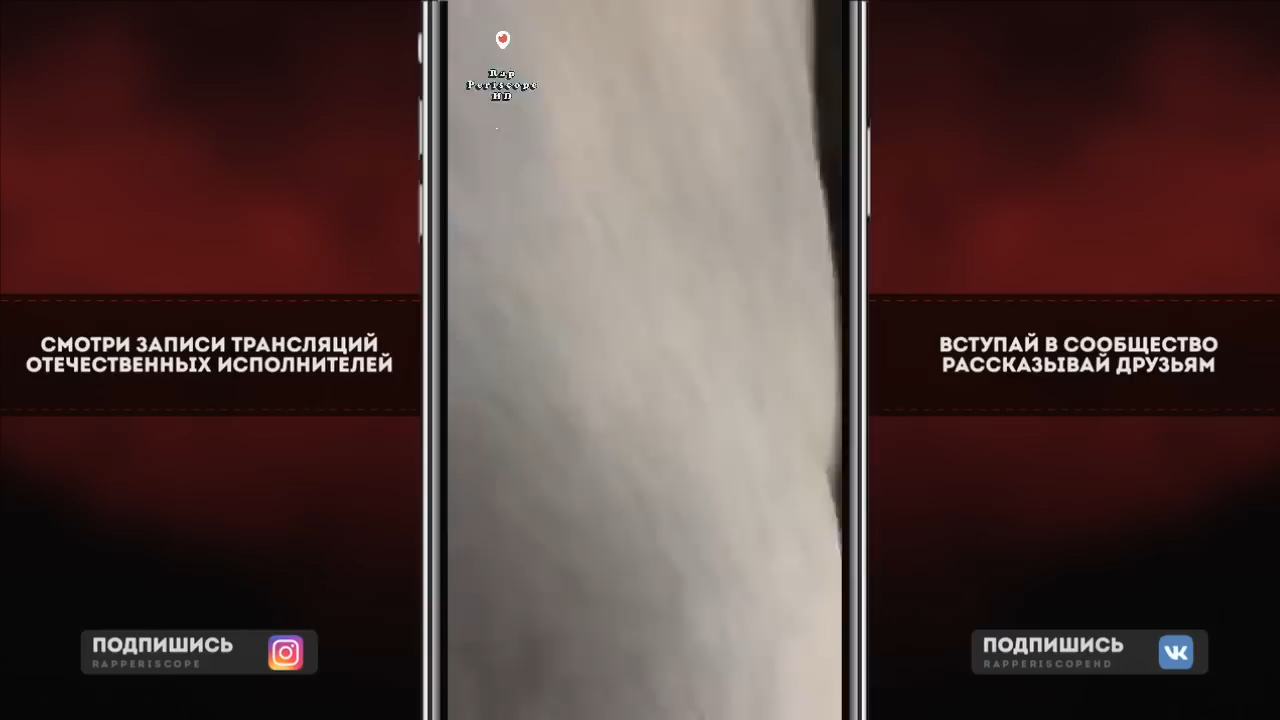 Rap
Periscope
HD
СМОТРИ ЗАПИСИ ТРАНСЛЯЦИЙ
ОТЕЧЕСТВЕННЫХ ИСПОЛНИТЕЛЕЙ
ВСТУПАЙ В СООБЩЕСТВО
РАССКАЗЫВАЙ ДРУЗЬЯМ
ПОДПИШИСЬ
RAPPERISCOPE
ПОДПИШИСЬ
RAPPERISCOPEHD